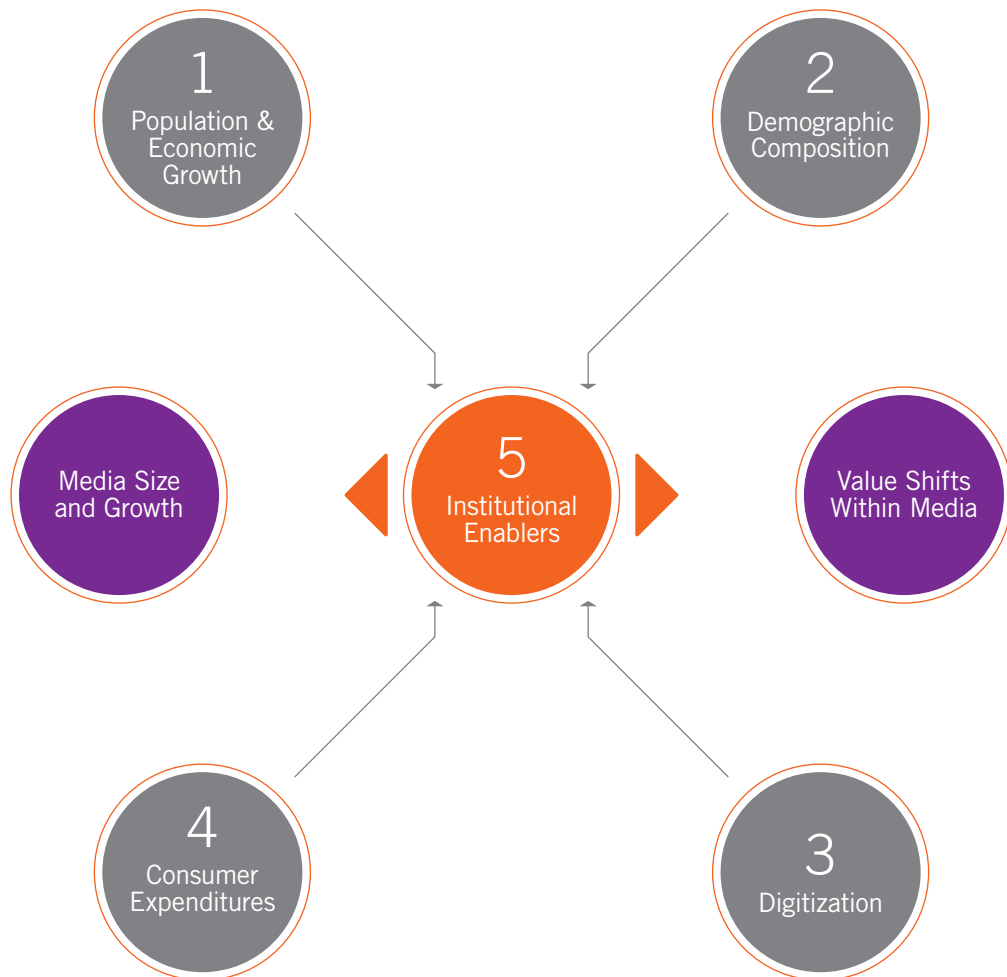 1
Population &
Economic
Growth
2
Demographic
Composition
Media Size
and Growth
5
Institutional
Enablers
Value Shifts
Within Media
4
Consumer
Expenditures
3
Digitization